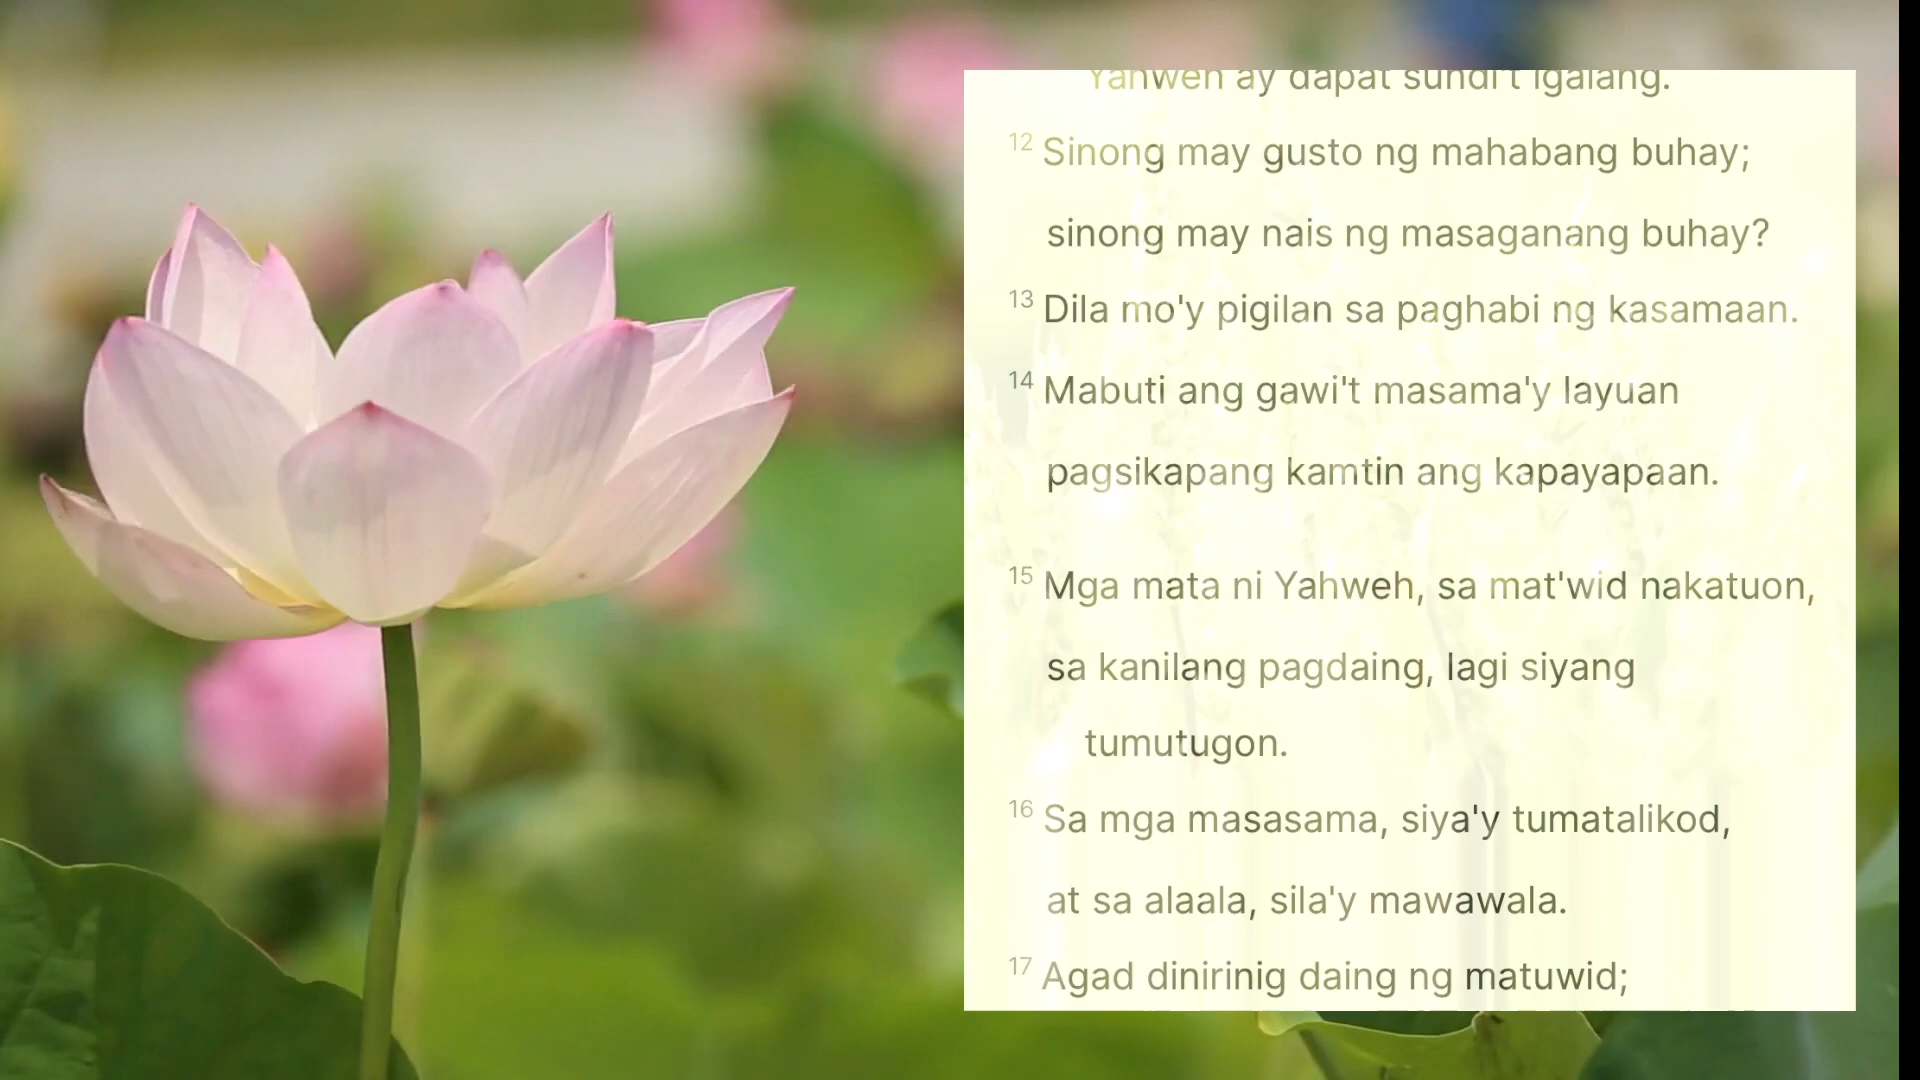 Yahweh ay dapat sundi't igalang.
12 Sinong may gusto ng mahabang buhay;
sinong may nais ng masaganang buhay?
13 Dila mo'y pigilan sa paghabi ng kasamaan.
14 Mabuti ang gawi't masama'y layuan
pagsikapang kamtin ang kapayapaan.
15 Mga mata ni Yahweh, sa mat'wid nakatuon,
sa kanilang pagdaing, lagi siyang
tumutugon.
16 Sa mga masasama, siya'y tumatalikod,
at sa alaala, sila'y mawawala.
17 Agad dinirinig daing ng matuwid;